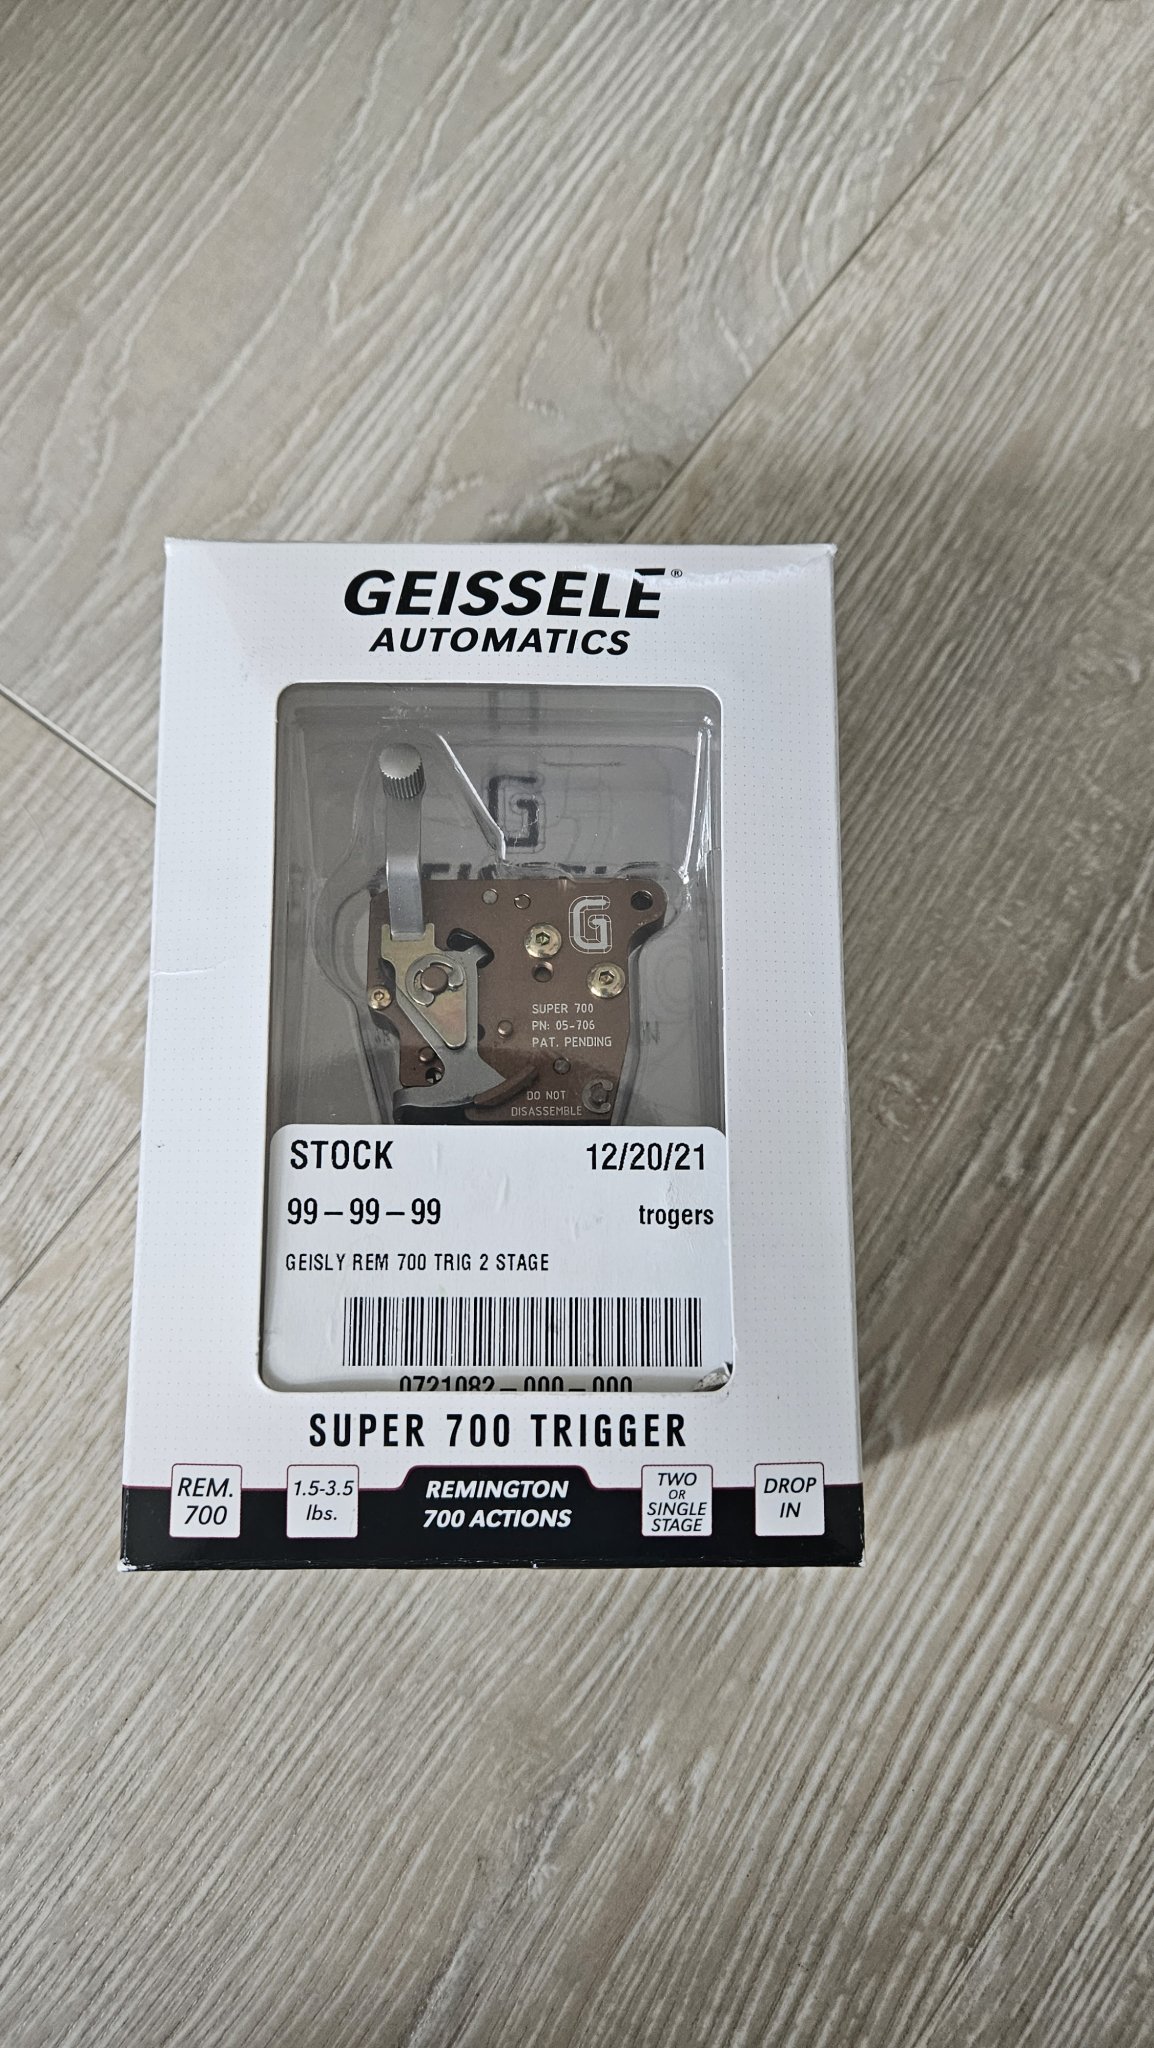 GEISSELE®
AUTOMATICS
G
G
SUPER 700
PN: 05-706
PAT. PENDING
DO NOT
DISASSEMBLE
STOCK 12/20/21
99-99-99 trogers
GEISLY REM 700 TRIG 2 STAGE
0721082-000-000
SUPER 700 TRIGGER
REM.
700
1.5-3.5
lbs.
REMINGTON
700 ACTIONS
TWO
OR
SINGLE
STAGE
DROP
IN